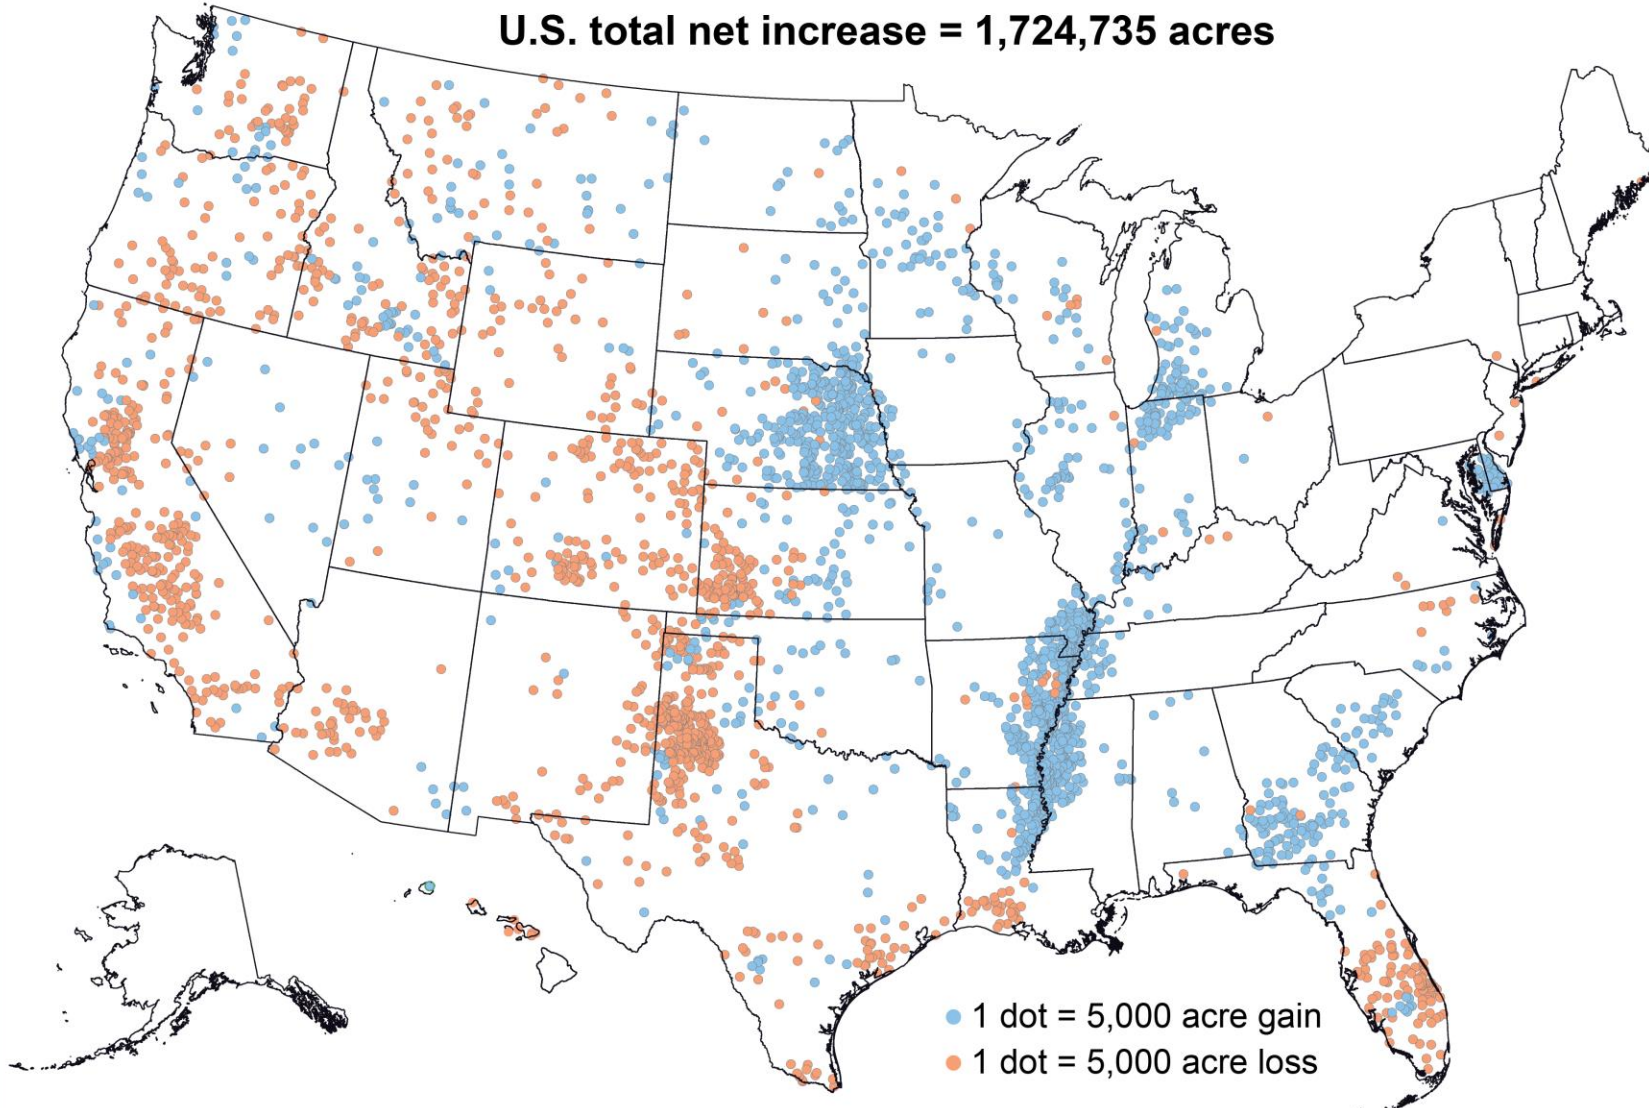 U.S. total net increase = 1,724,735 acres
1 dot = 5,000 acre gain
1 dot = 5,000 acre loss